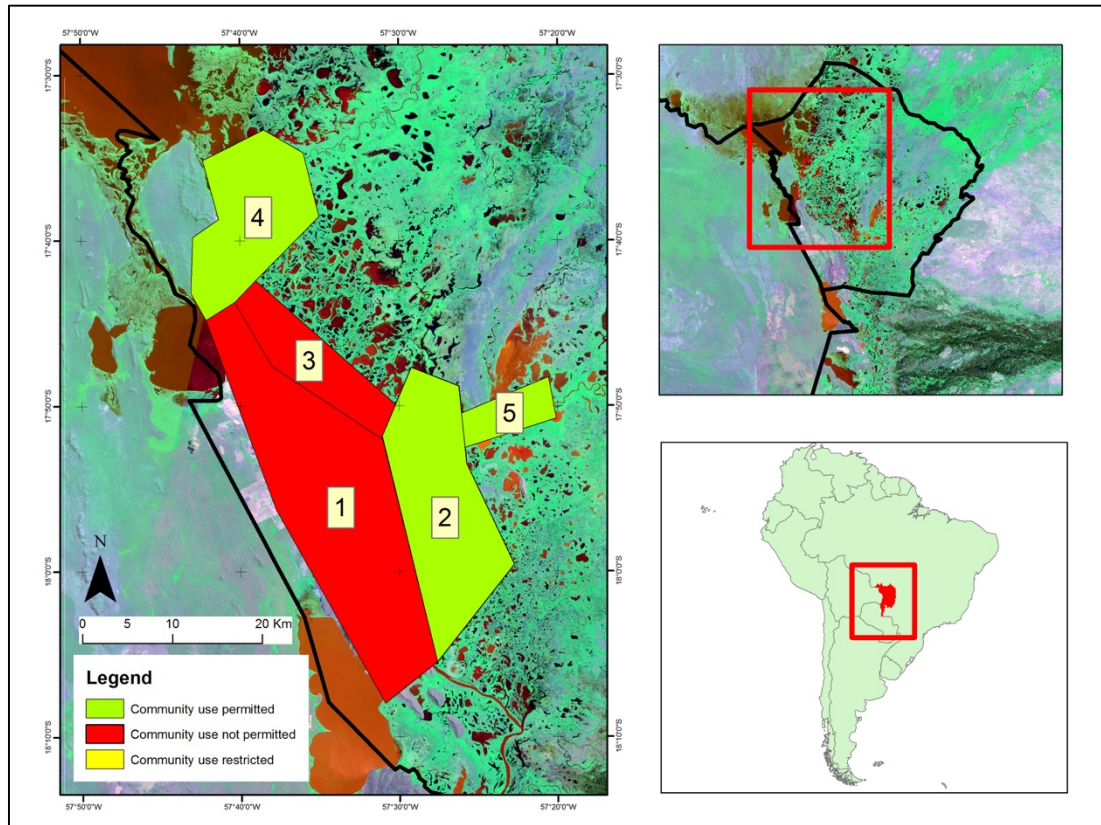 57°50'0"W 57°40'0"W 57°30'0"W 57°20'0"W
17°30'0"S 17°30'0"S
4
17°40'0"S 17°40'0"S
3
17°50'0"S 5 17°50'0"S
1 2
N
18°00'0"S 18°00'0"S
0 5 10 20 Km
Legend
Community use permitted
Community use not permitted
Community use restricted
18°10'0"S 18°10'0"S
57°50'0"W 57°40'0"W 57°30'0"W 57°20'0"W